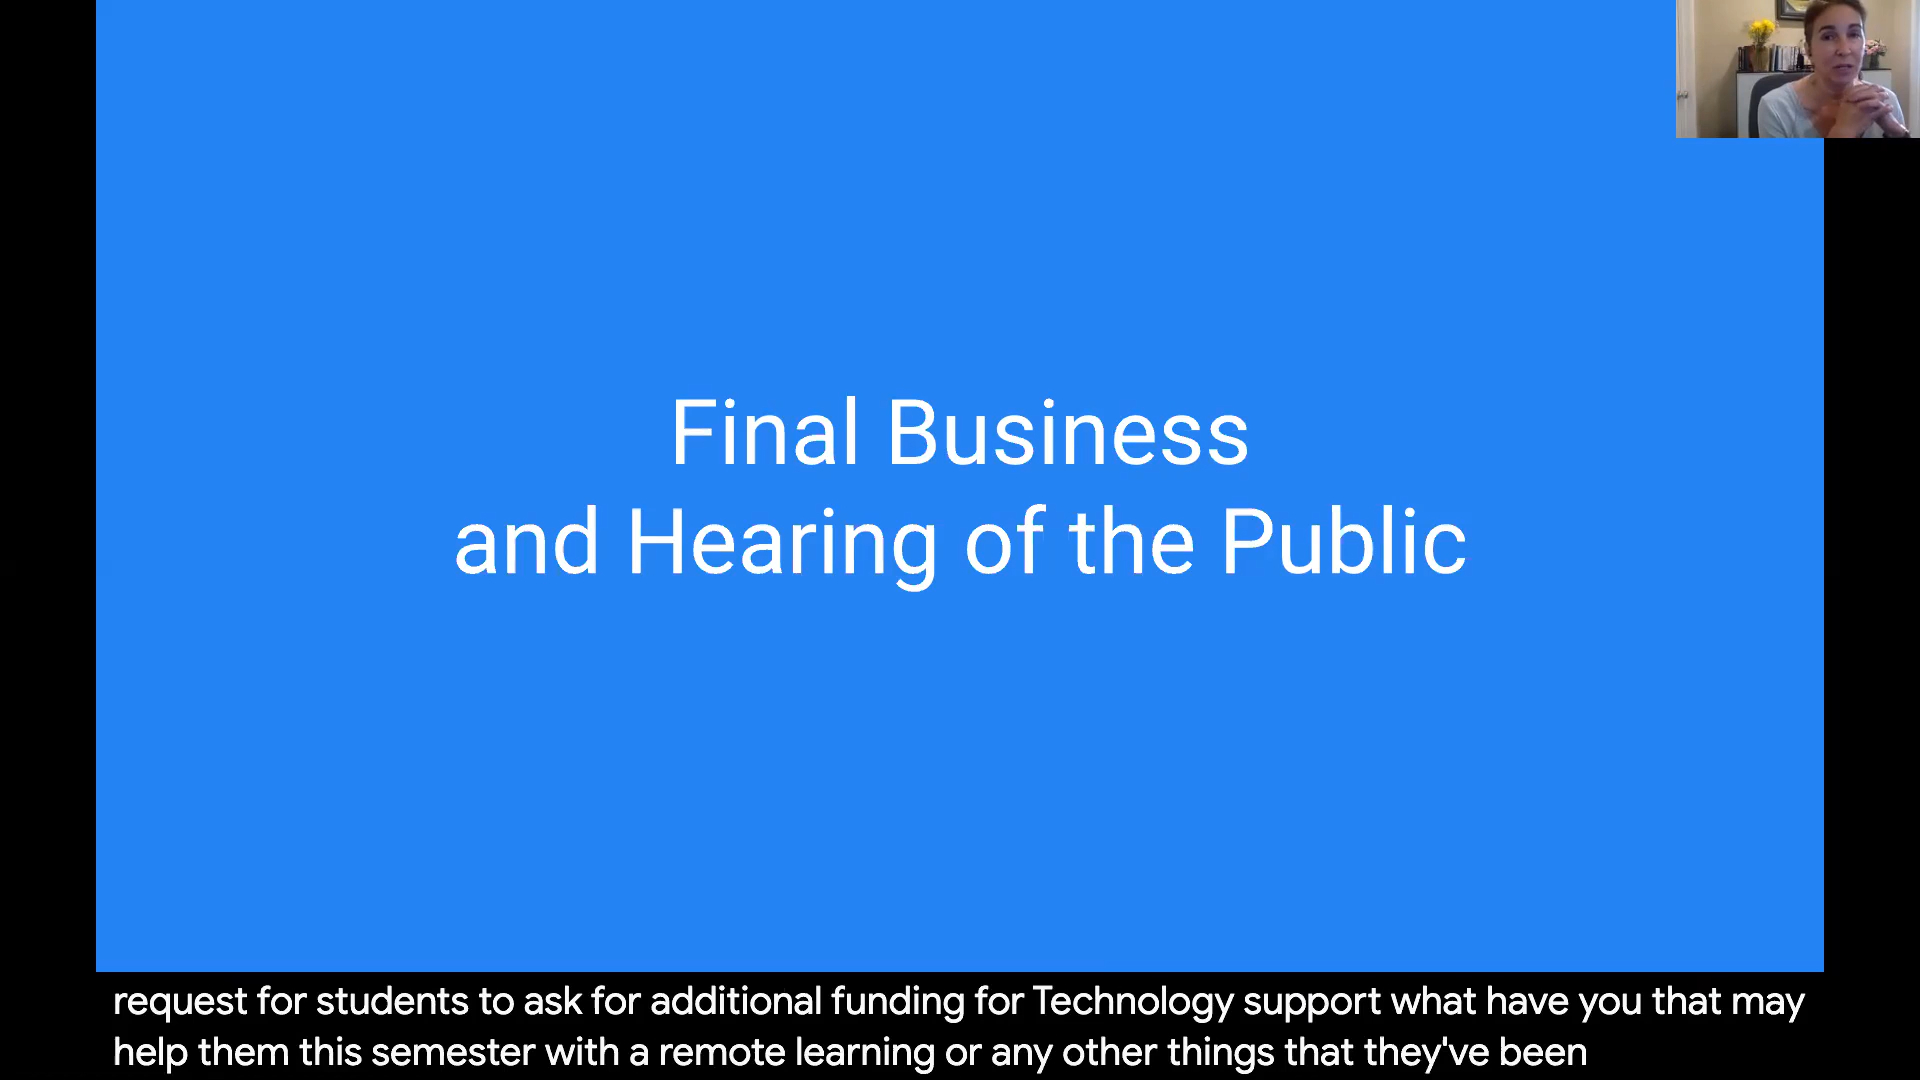 Final Business
and Hearing of the Public
request for students to ask for additional funding for Technology support what have you that may
help them this semester with a remote learning or any other things that they've been